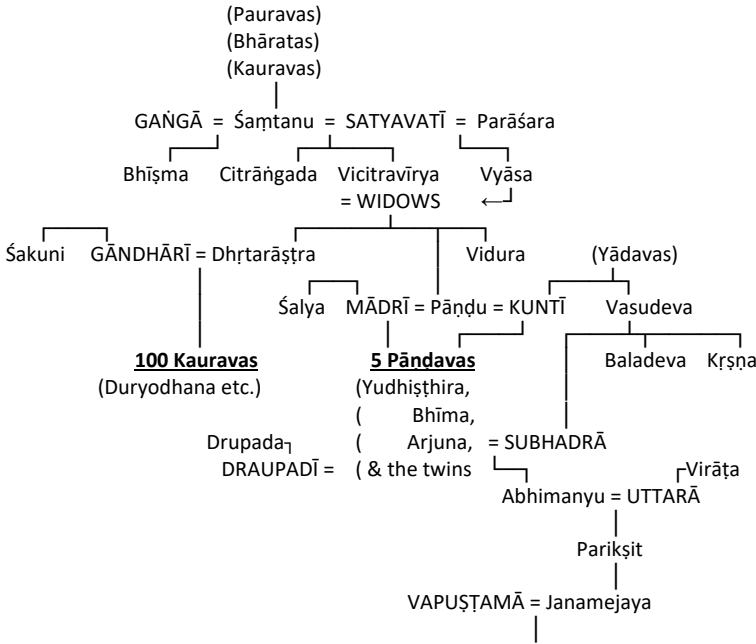 (Pauravas)
(Bhāratas)
(Kauravas)
GAṄGĀ = Śaṃtanu = SATYAVATĪ = Parāśara
Bhīṣma Citrāṅgada Vicitravīrya Vyāsa
= WIDOWS ←
Śakuni GĀNDHĀRĪ = Dhṛtarāṣṭra Vidura (Yādavas)
Śalya MĀDRĪ = Pāṇḍu = KUNTĪ Vasudeva
100 Kauravas 5 Pāṇḍavas Baladeva Kṛṣṇa
(Duryodhana etc.) (Yudhiṣṭhira,
( Bhīma,
Drupada ( Arjuna, = SUBHADRĀ
DRAUPADĪ = ( & the twins Virāṭa
Abhimanyu = UTTARĀ
Parikṣit
VAPUṢṬAMĀ = Janamejaya